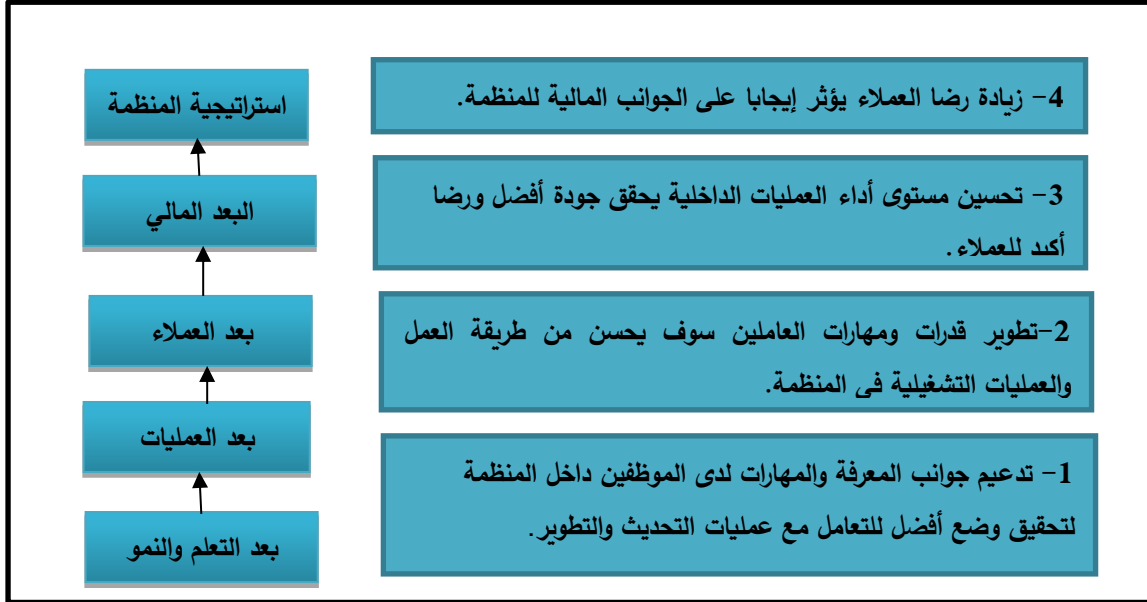 استراتيجية المنظمة
4- زيادة رضا العملاء يؤثر إيجابا على الجوانب المالية للمنظمة.
البعد المالي
3- تحسين مستوى أداء العمليات الداخلية يحقق جودة أفضل ورضا
أكبد للعملاء.
بعد العملاء
2-تطوير قدرات ومهارات العاملين سوف يحسن من طريقة العمل
والعمليات التشغيلية في المنظمة.
بعد العمليات
1- تدعيم جوانب المعرفة والمهارات لدى الموظفين داخل المنظمة
لتحقيق وضع أفضل للتعامل مع عمليات التحديث والتطوير.
بعد التعلم والنمو